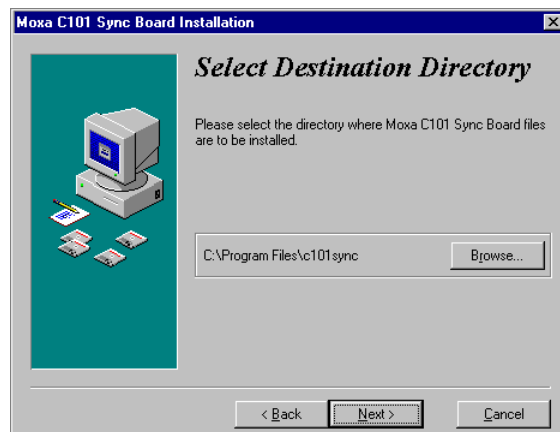 Moxa C101 Sync Board Installation
Select Destination Directory
Please select the directory where Moxa C101 Sync Board files
are to be installed.
C:\Program Files\c101sync
Browse...
< Back
Next >
Cancel